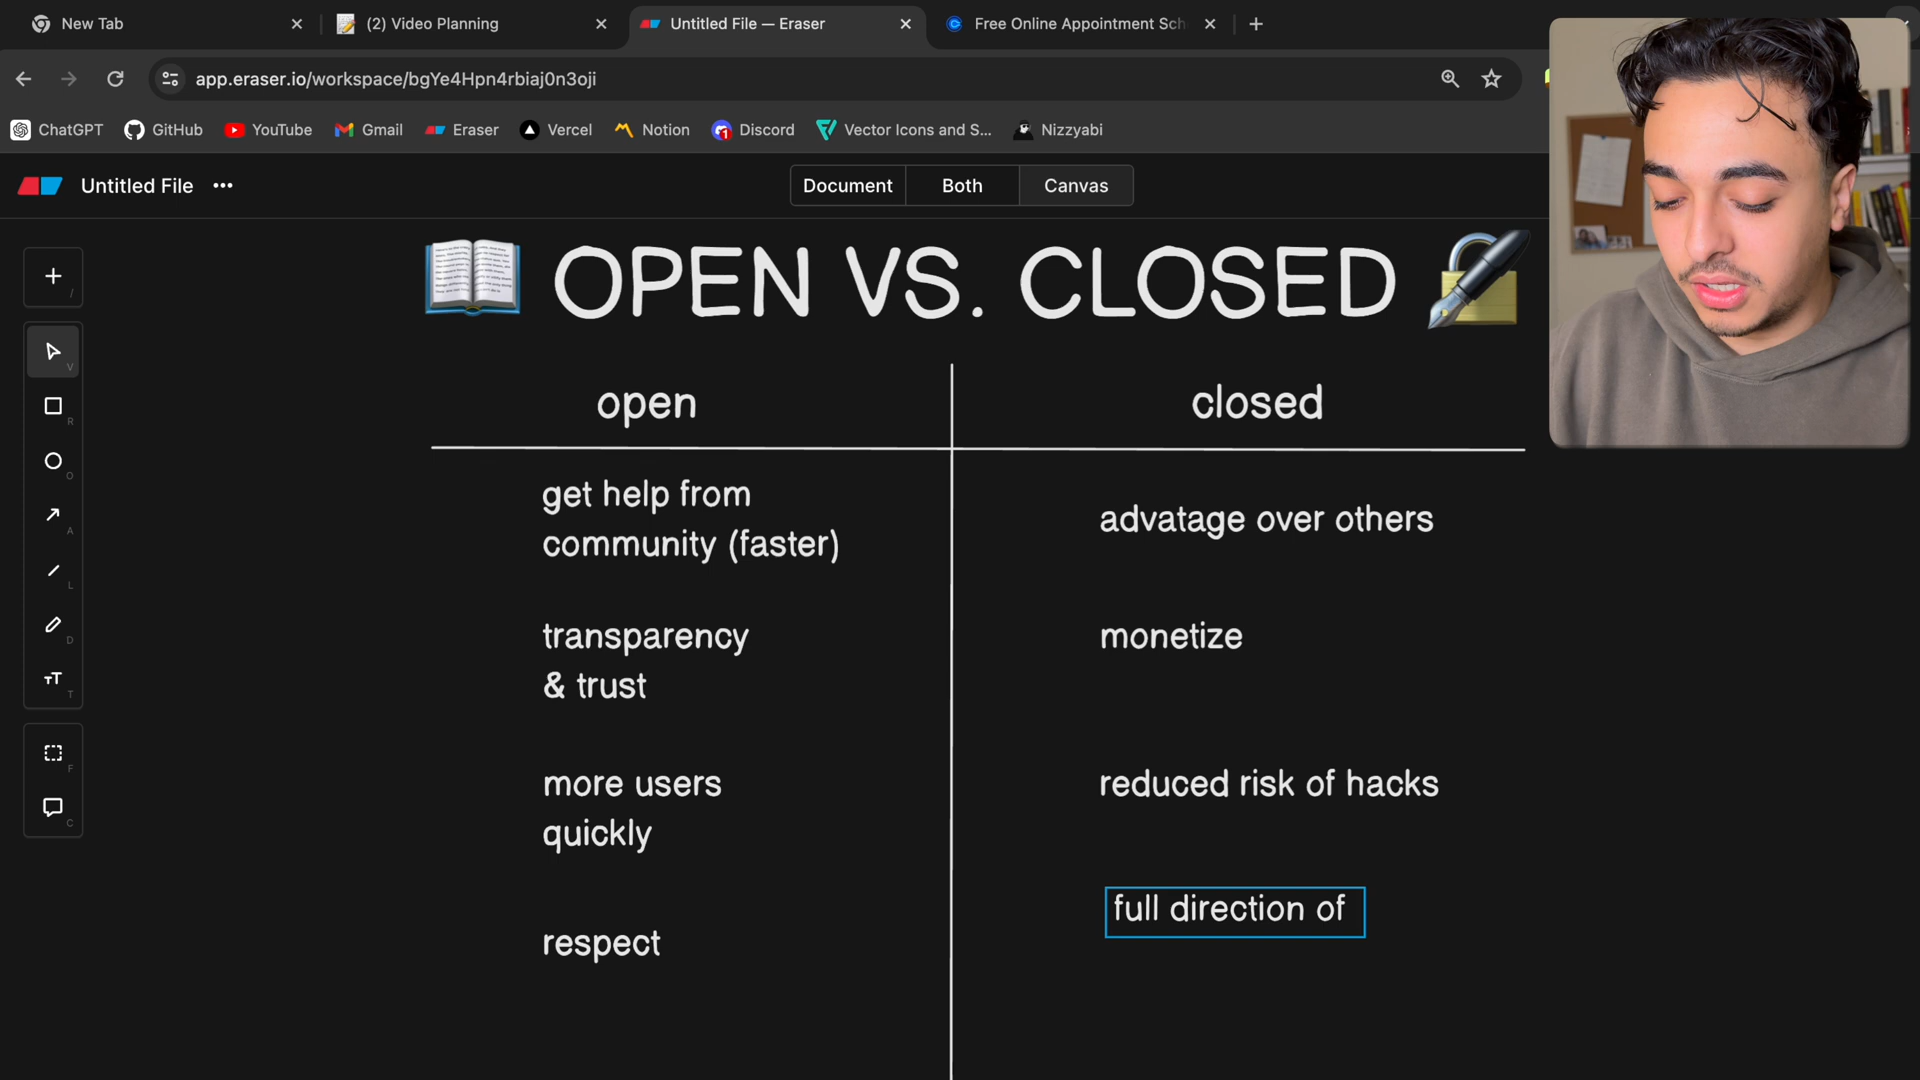 New Tab
(2) Video Planning
Untitled File — Eraser
Free Online Appointment Sch
app.eraser.io/workspace/bgYe4Hpn4rbiaj0n3oji
ChatGPT
GitHub
YouTube
Gmail
Eraser
Vercel
Notion
Discord
Vector Icons and S...
Nizzyabi
Untitled File
Document
Both
Canvas
/
V
R
O
A
L
D
T
F
C
OPEN VS. CLOSED
open
closed
get help from
community (faster)
advatage over others
transparency
& trust
monetize
more users
quickly
reduced risk of hacks
respect
full direction of